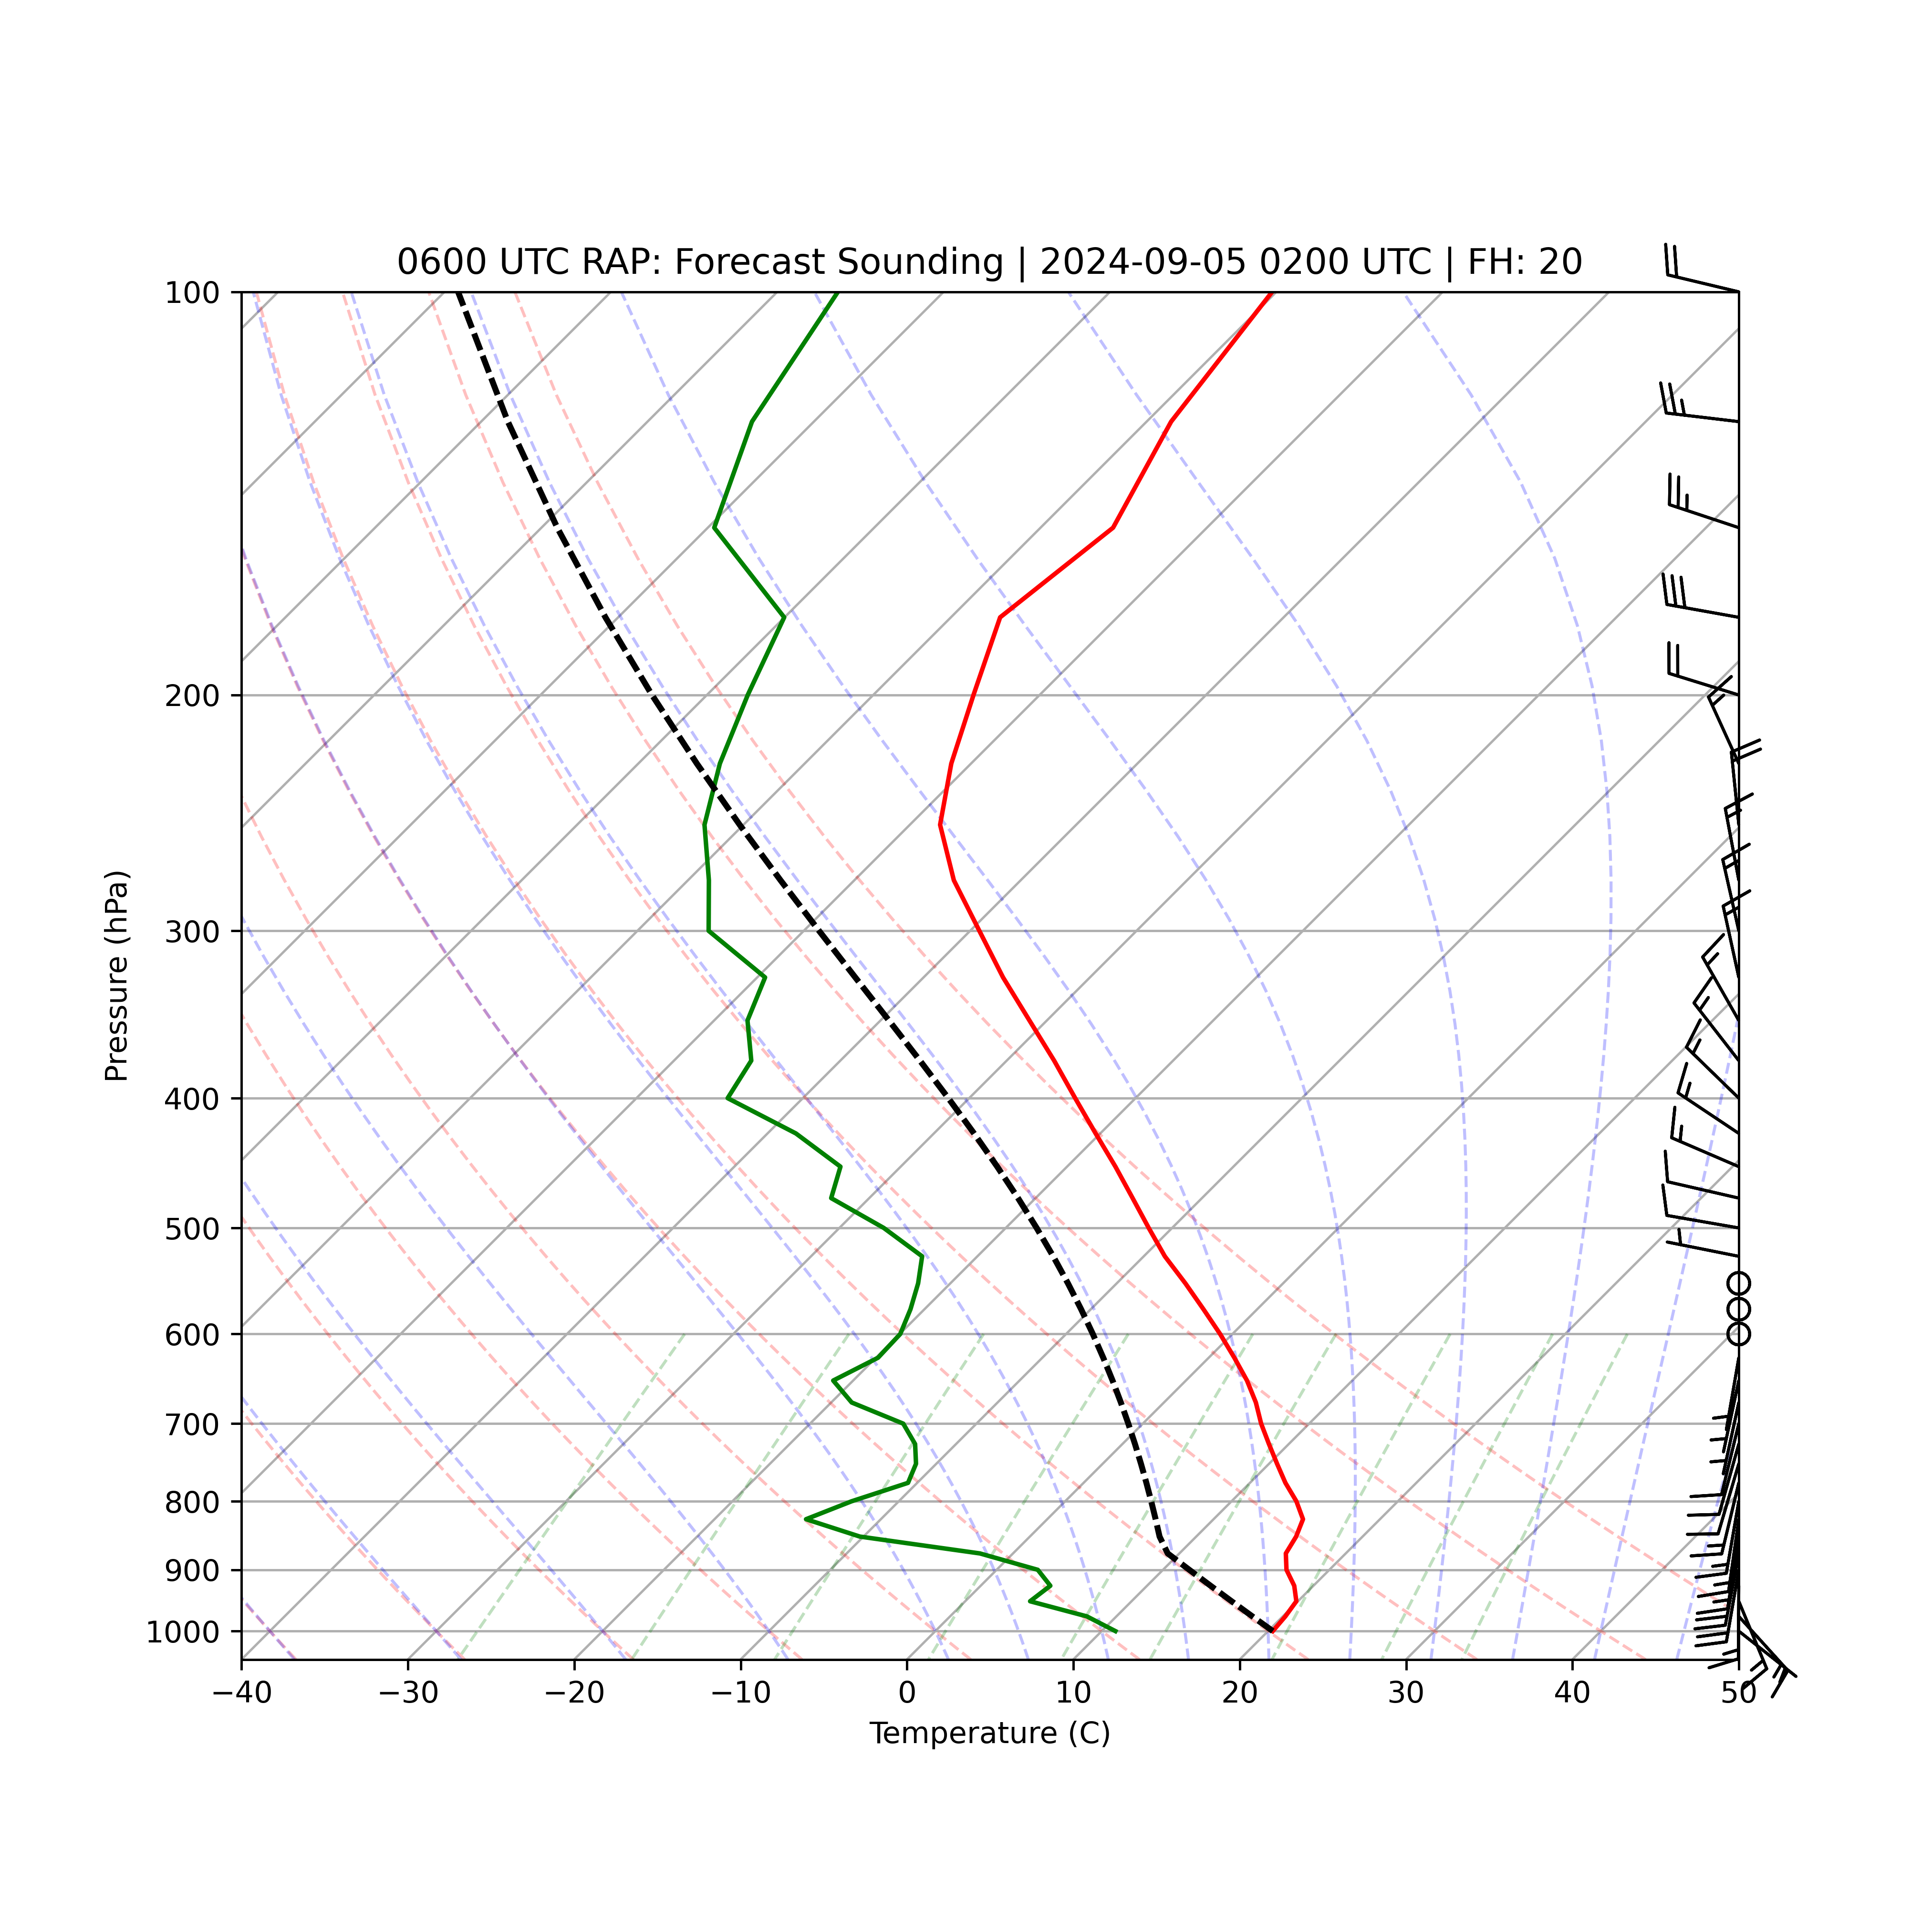 0600 UTC RAP: Forecast Sounding | 2024-09-05 0200 UTC | FH: 20
100
200
300
400
500
600
700
800
900
1000
Pressure (hPa)
−40 −30 −20 −10 0 10 20 30 40 50
Temperature (C)